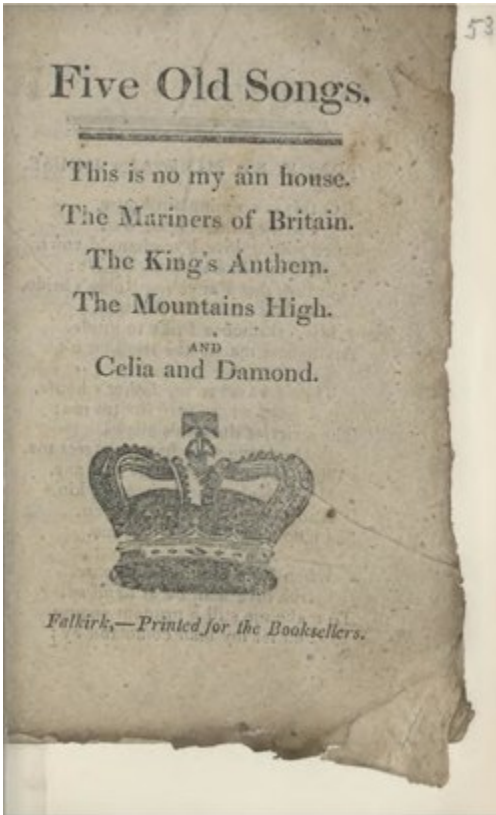 53
Five Old Songs.
This is no my ain house.
The Mariners of Britain.
The King's Anthem.
The Mountains High.
AND
Celia and Damond.
Falkirk,—Printed for the Booksellers.